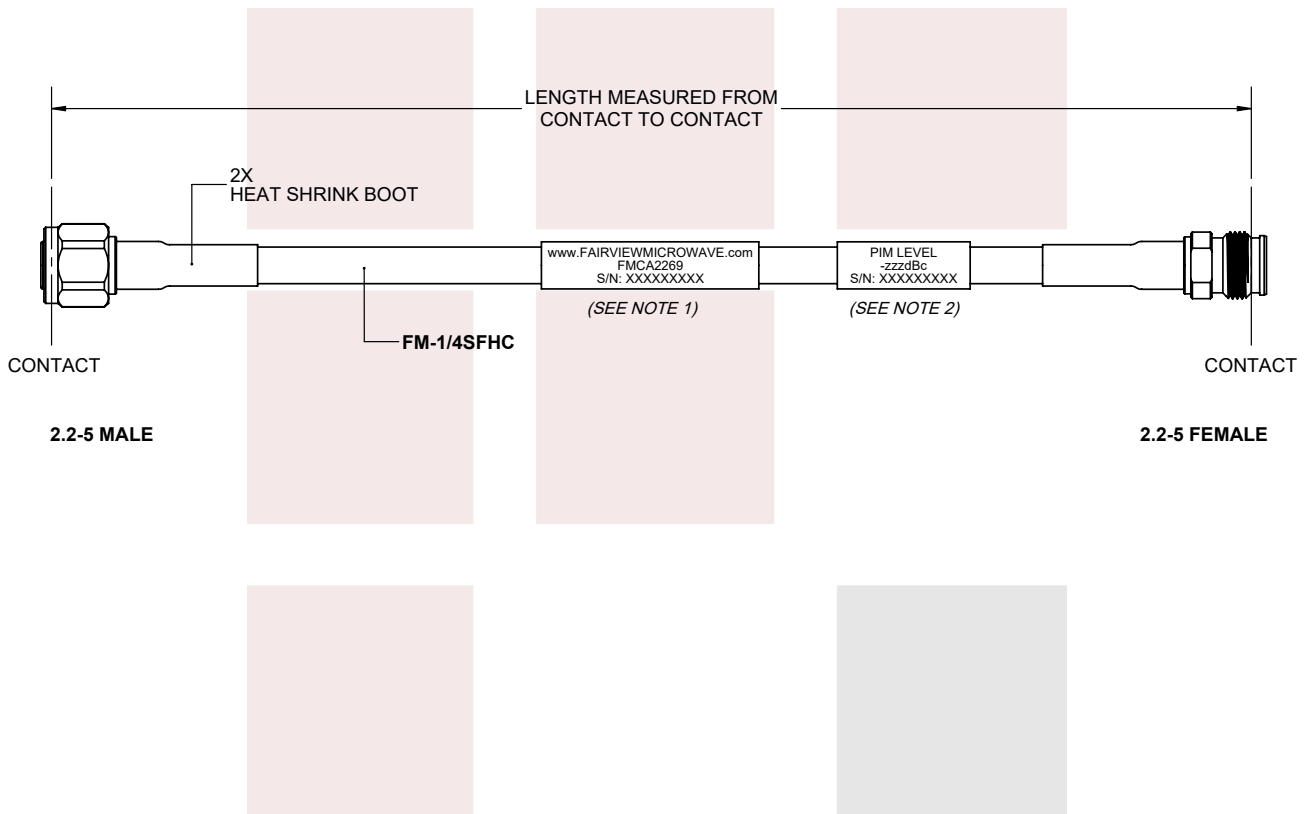 LENGTH MEASURED FROM
CONTACT TO CONTACT
2X
HEAT SHRINK BOOT
www.FAIRVIEWMICROWAVE.com
FMCA2269
S/N: XXXXXXXXX
PIM LEVEL
-zzzdBc
S/N: XXXXXXXXX
(SEE NOTE 1)
(SEE NOTE 2)
FM-1/4SFHC
CONTACT
CONTACT
2.2-5 MALE
2.2-5 FEMALE